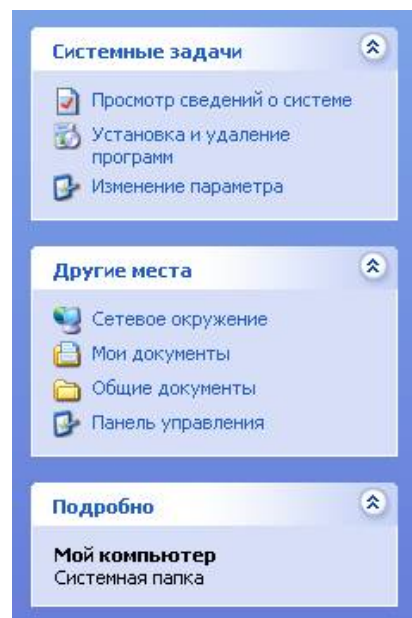 Системные задачи
Просмотр сведений о системе
Установка и удаление
программ
Изменение параметра
Другие места
Сетевое окружение
Мои документы
Общие документы
Панель управления
Подробно
Мой компьютер
Системная папка